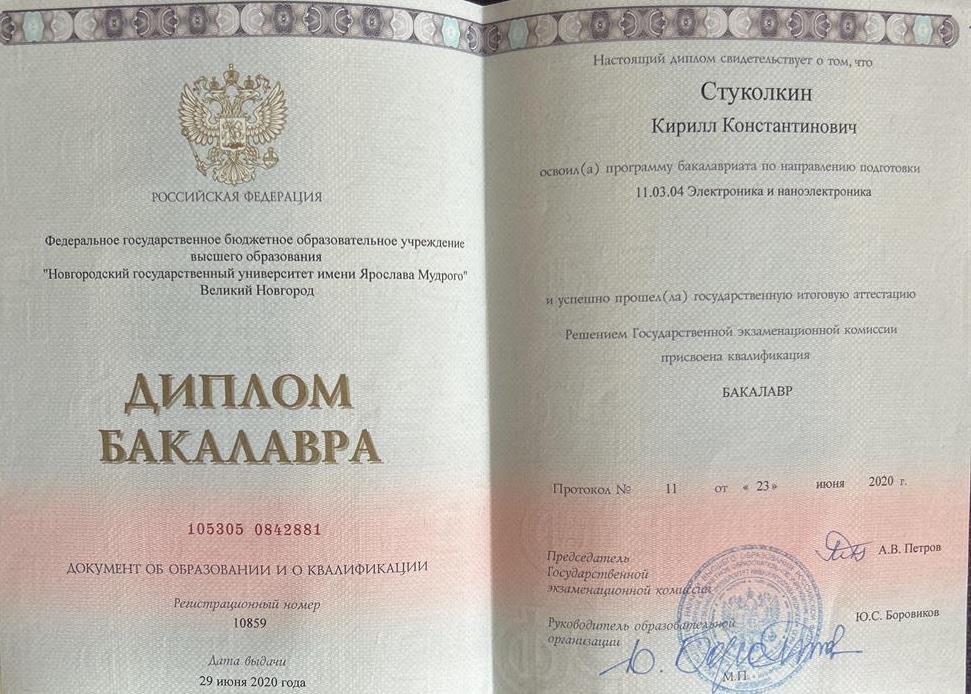 РОССИЙСКАЯ ФЕДЕРАЦИЯ
Федеральное государственное бюджетное образовательное учреждение
высшего образования
"Новгородский государственный университет имени Ярослава Мудрого"
Великий Новгород
ДИПЛОМ
БАКАЛАВРА
105305 0842881
ДОКУМЕНТ ОБ ОБРАЗОВАНИИ И О КВАЛИФИКАЦИИ
Регистрационный номер
10859
Дата выдачи
29 июня 2020 года
Настоящий диплом свидетельствует о том, что
Стуколкин
Кирилл Константинович
освоил(а) программу бакалавриата по направлению подготовки
11.03.04 Электроника и наноэлектроника
и успешно прошел(ла) государственную итоговую аттестацию
Решением Государственной экзаменационной комиссии
присвоена квалификация
БАКАЛАВР
Протокол № 11 от « 23 » июня 2020 г.
Председатель
Государственной
экзаменационной комиссии
А.В. Петров
Руководитель образовательной
организации
Ю.С. Боровиков
М.П.